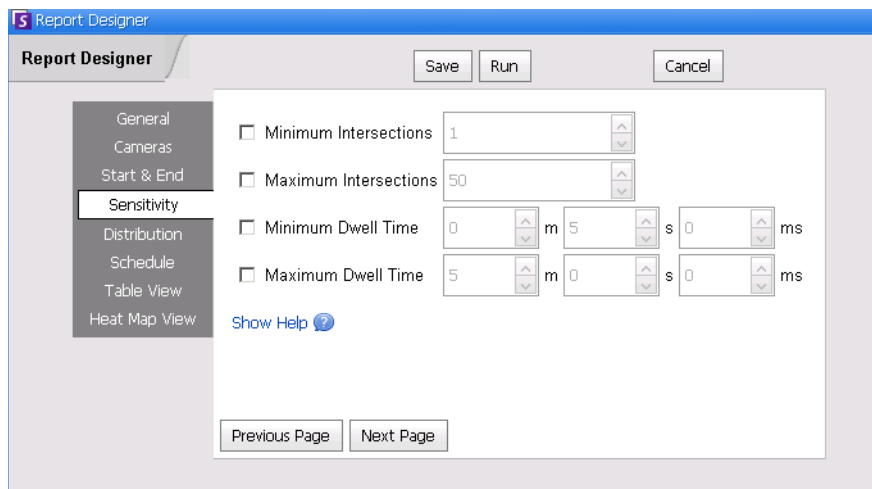 S Report Designer
Report Designer
Save Run Cancel
General
Cameras
Start & End
Sensitivity
Distribution
Schedule
Table View
Heat Map View
Minimum Intersections 1
Maximum Intersections 50
Minimum Dwell Time 0 m 5 s 0 ms
Maximum Dwell Time 5 m 0 s 0 ms
Show Help ?
Previous Page Next Page